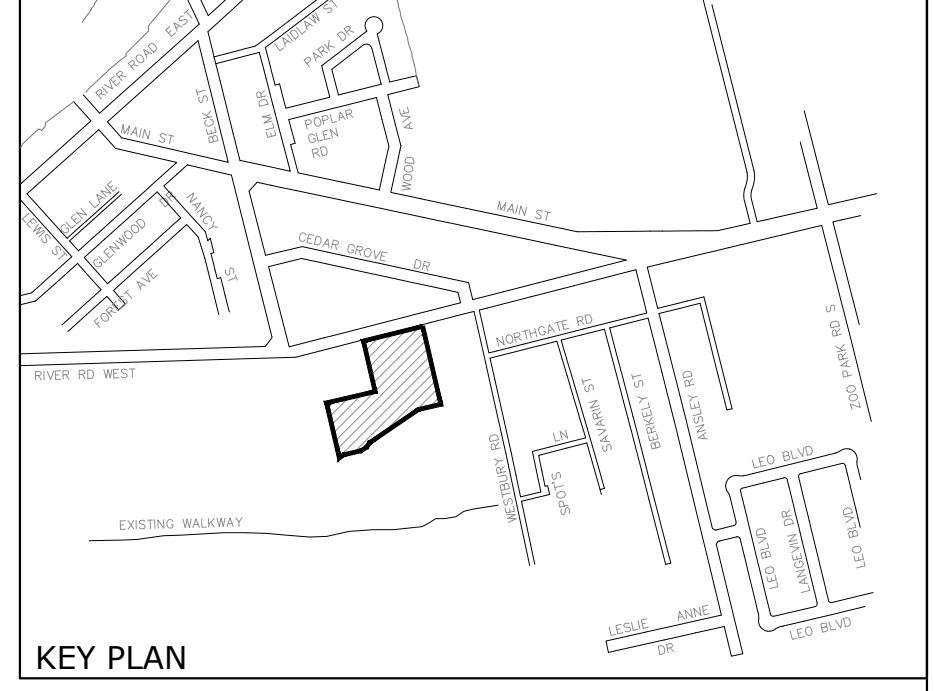 RIVER ROAD EAST
LAIDLAW ST
PARK DR
BECK ST
ELM DR
POPLAR
GLEN
RD
WOOD AVE
MAIN ST
GLEN LANE
LEWIS ST
GLENWOOD DR
NANCY ST
FOREST AVE
MAIN ST
CEDAR GROVE DR
RIVER RD WEST
NORTHGATE RD
ZOO PARK RD S
SAVARIN ST
BERKELY ST
ANSLEY RD
WESTBURY RD
SPOT'S LN
EXISTING WALKWAY
LEO BLVD
LEO BLVD
LANGEVIN DR
LEO BLVD
LEO BLVD
LESLIE ANNE
DR
KEY PLAN